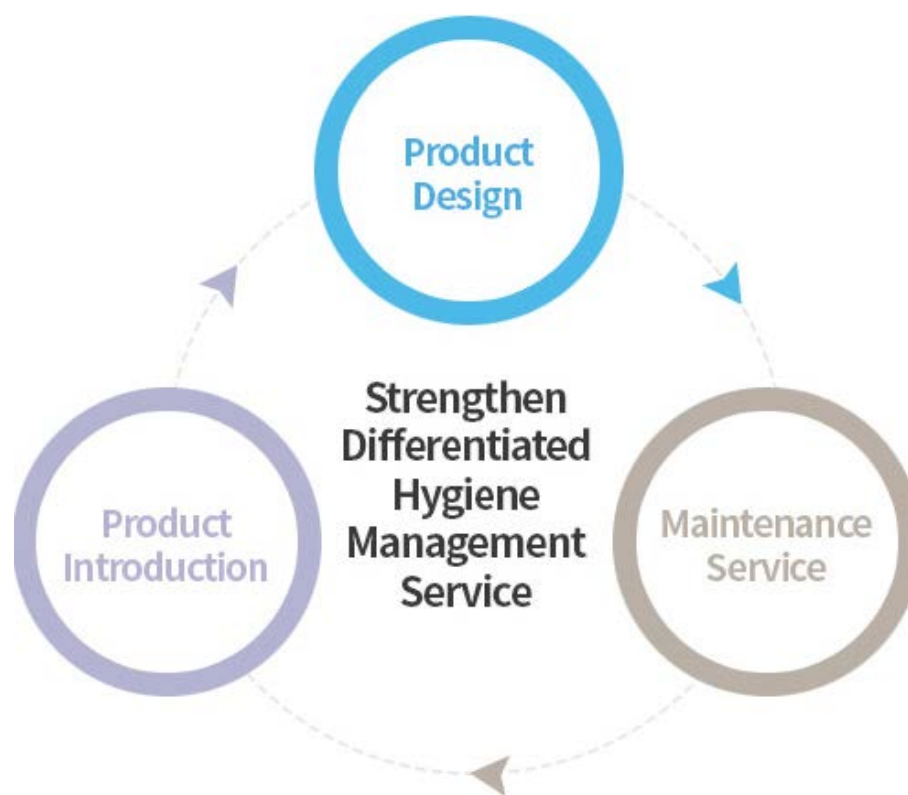 Product
Design
Strengthen
Differentiated
Hygiene
Management
Service
Product
Introduction
Maintenance
Service